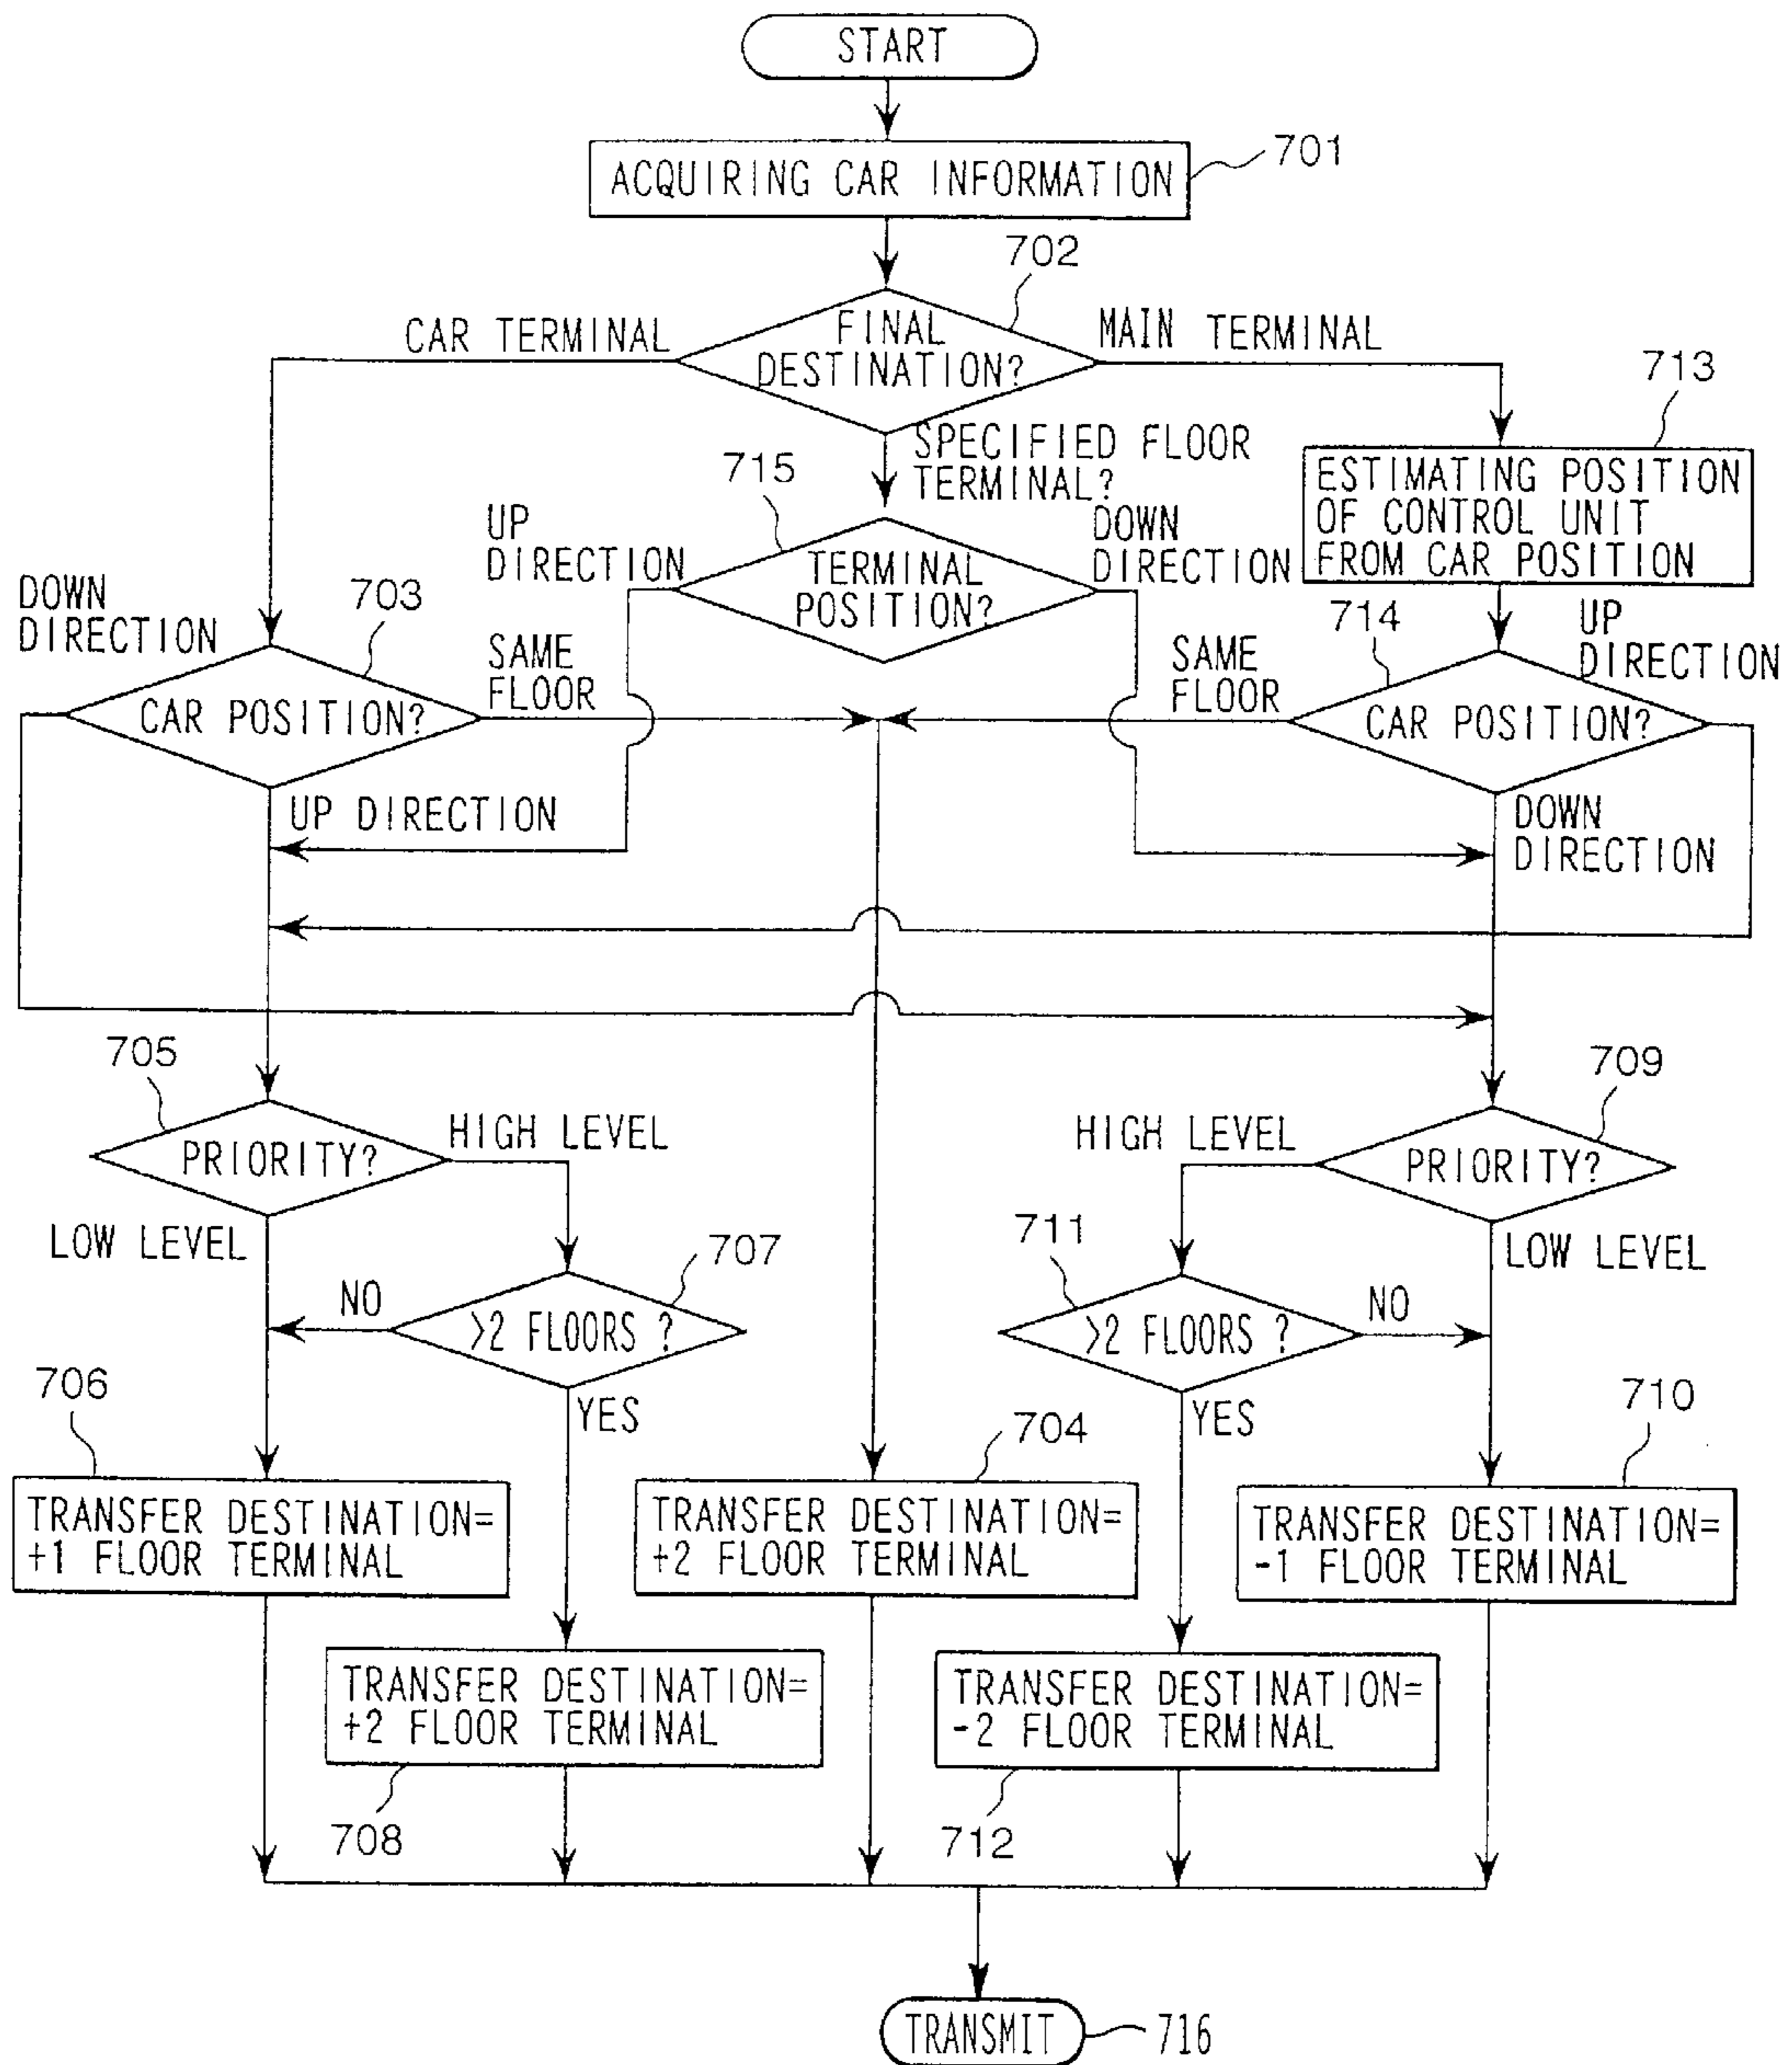 START
ACQUIRING CAR INFORMATION
701
702
CAR TERMINAL
FINAL
DESTINATION?
MAIN TERMINAL
713
SPECIFIED FLOOR
TERMINAL?
ESTIMATING POSITION
OF CONTROL UNIT
FROM CAR POSITION
715
UP
DIRECTION
TERMINAL
POSITION?
DOWN
DIRECTION
DOWN
DIRECTION
703
CAR POSITION?
SAME
FLOOR
SAME
FLOOR
714
UP
DIRECTION
CAR POSITION?
UP DIRECTION
DOWN
DIRECTION
705
PRIORITY?
HIGH LEVEL
LOW LEVEL
709
HIGH LEVEL
PRIORITY?
LOW LEVEL
707
NO
>2 FLOORS ?
YES
711
>2 FLOORS ?
NO
YES
706
TRANSFER DESTINATION=
+1 FLOOR TERMINAL
704
TRANSFER DESTINATION=
+2 FLOOR TERMINAL
710
TRANSFER DESTINATION=
-1 FLOOR TERMINAL
TRANSFER DESTINATION=
+2 FLOOR TERMINAL
708
TRANSFER DESTINATION=
-2 FLOOR TERMINAL
712
TRANSMIT
716